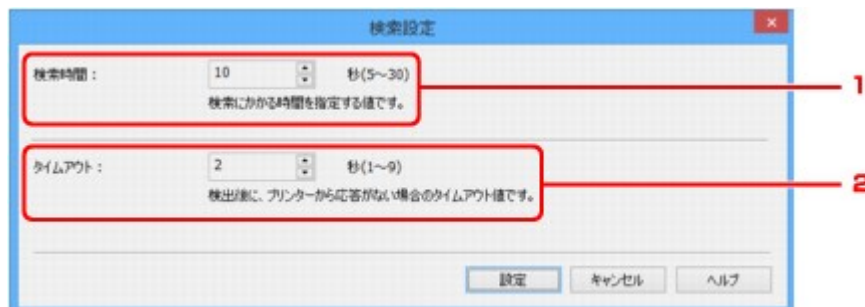 検索設定
検索時間： 10 秒(5～30)
検索にかかる時間を指定する値です。
1
タイムアウト： 2 秒(1～9)
検出後に、プリンターから応答がない場合のタイムアウト値です。
2
設定 キャンセル ヘルプ